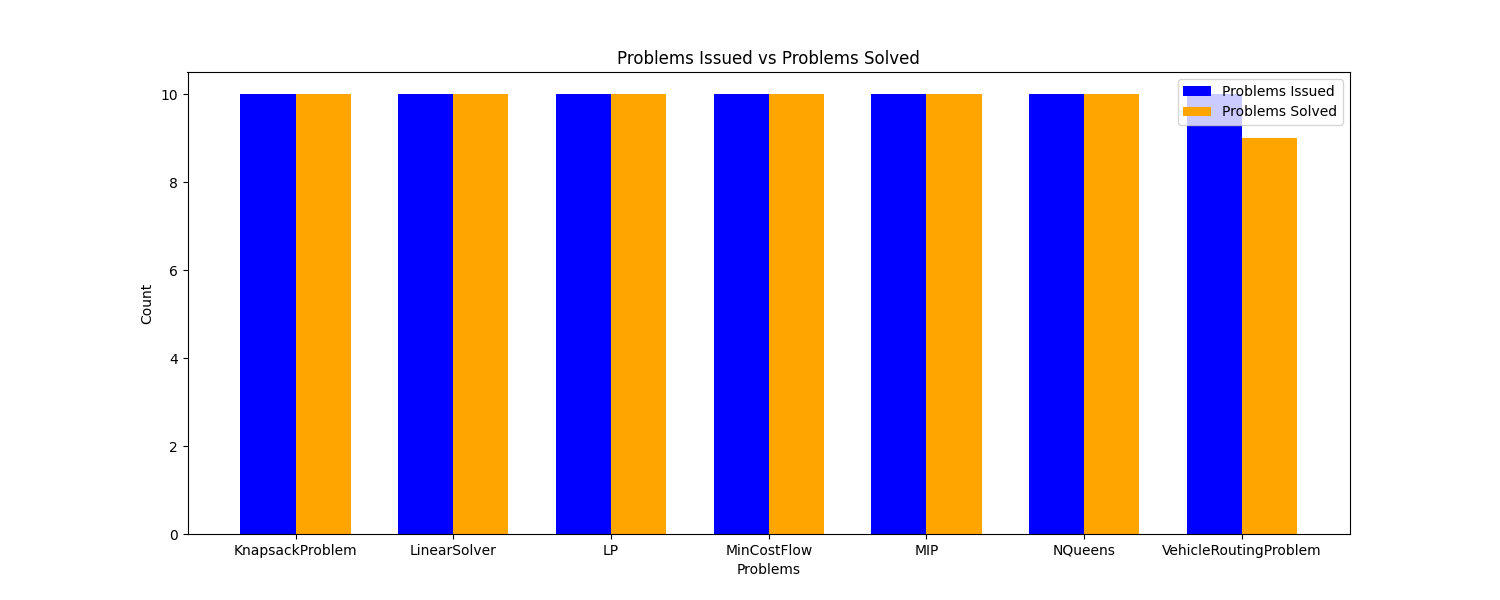 Problems Issued vs Problems Solved
Problems Issued
Problems Solved
10
8
6
4
2
0
Count
KnapsackProblem LinearSolver LP MinCostFlow MIP NQueens VehicleRoutingProblem
Problems